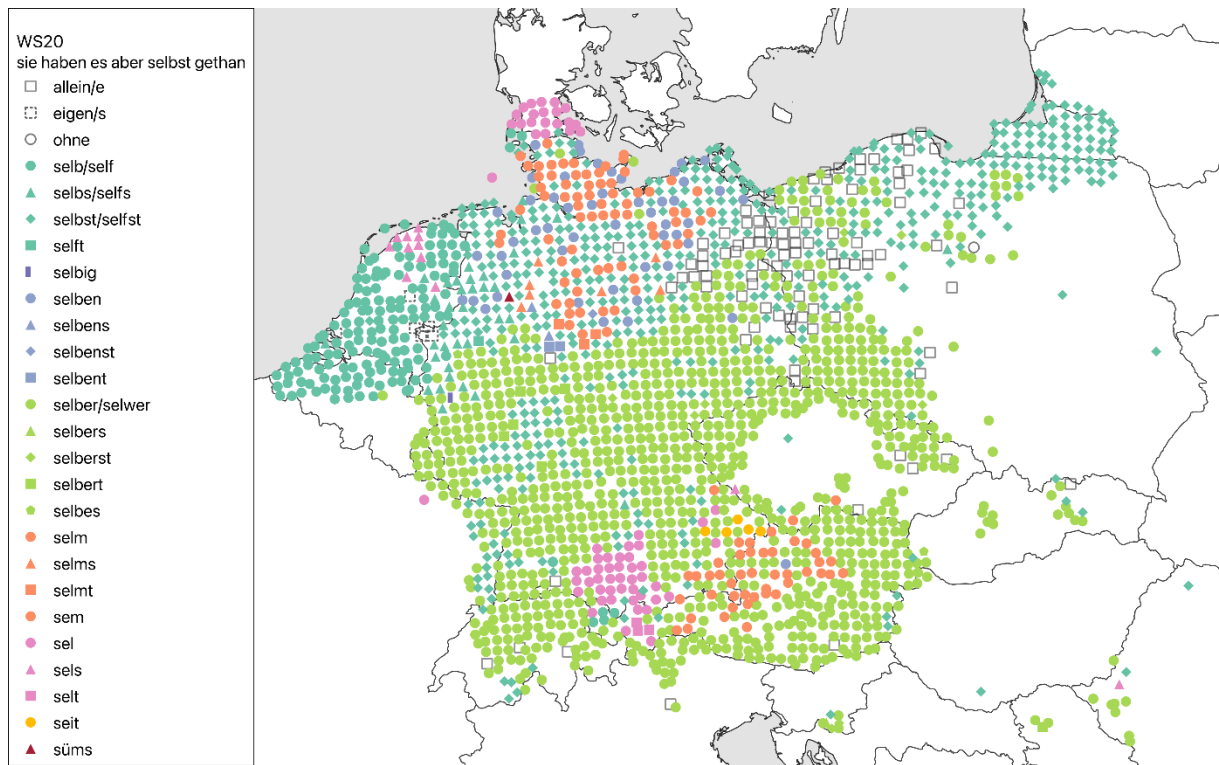 WS20
sie haben es aber selbst gethan
allein/e
eigen/s
ohne
selb/self
selbs/selfs
selbst/selfst
selft
selbig
selben
selbens
selbenst
selbent
selber/selwer
selbers
selberst
selbert
selbes
selm
selms
selmt
sem
sel
sels
selt
seit
süms